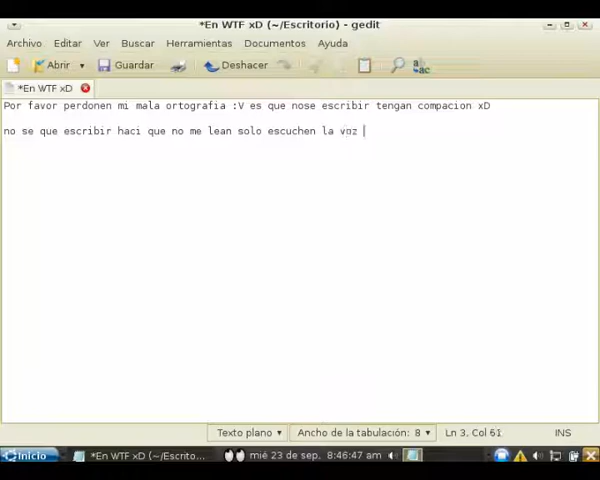 *En WTF xD (~/Escritorio) - gedit
Archivo Editar Ver Buscar Herramientas Documentos Ayuda
Abrir Guardar Deshacer
*En WTF xD
Por favor perdonen mi mala ortografia :V es que nose escribir tengan compacion xD
no se que escribir haci que no me lean solo escuchen la voz
Texto plano Ancho de la tabulación: 8 Ln 3, Col 61 INS
Inicio *En WTF xD (~/Escrito... mié 23 de sep, 8:46:47 am